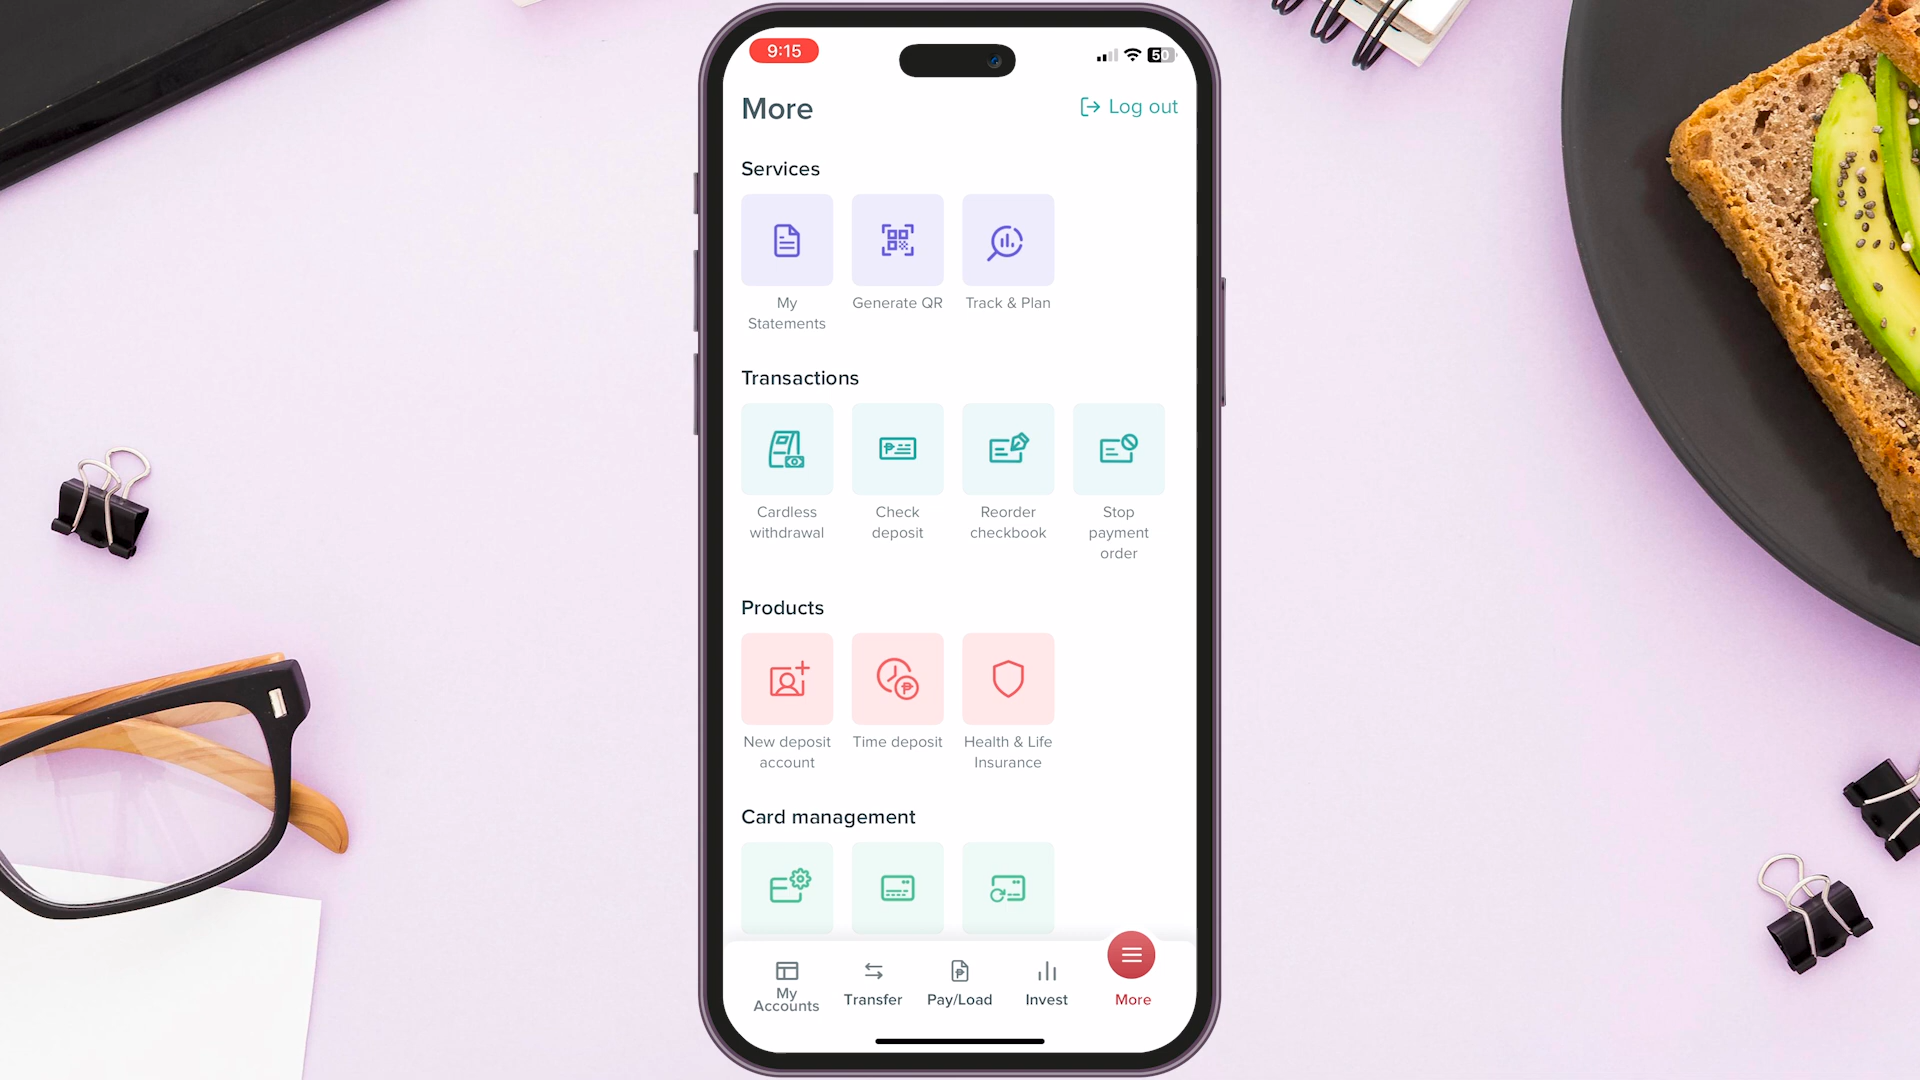 9:15
50
More
Log out
Services
My
Statements
Generate QR
Track & Plan
Transactions
Cardless
withdrawal
Check
deposit
Reorder
checkbook
Stop
payment
order
Products
New deposit
account
Time deposit
Health & Life
Insurance
Card management
My
Accounts
Transfer
Pay/Load
Invest
More